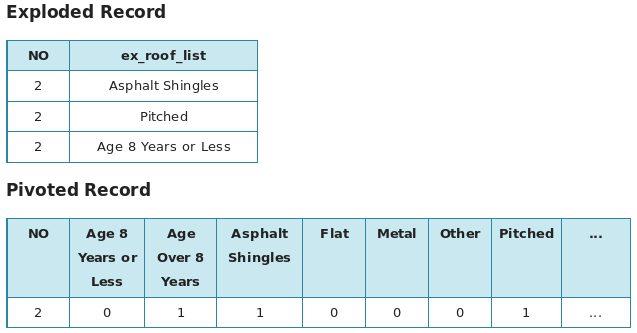 Exploded Record
NO ex_roof_list
2 Asphalt Shingles
2 Pitched
2 Age 8 Years or Less
Pivoted Record
NO Age 8 Years or Less Age Over 8 Years Asphalt Shingles Flat Metal Other Pitched ...
2 0 1 1 0 0 0 1 ...